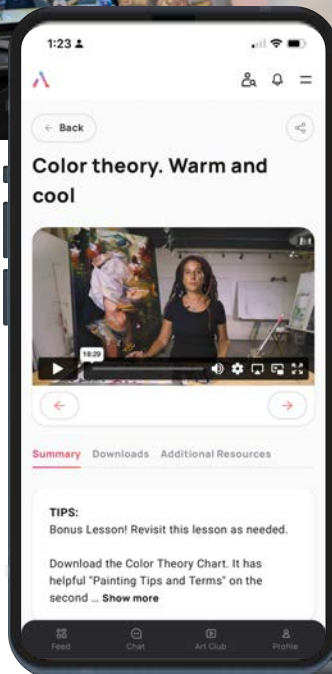 1:23
← Back
Color theory. Warm and
cool
18:29
Summary Downloads Additional Resources
TIPS:
Bonus Lesson! Revisit this lesson as needed.
Download the Color Theory Chart. It has
helpful "Painting Tips and Terms" on the
second ... Show more
Feed Chat Art Club Profile